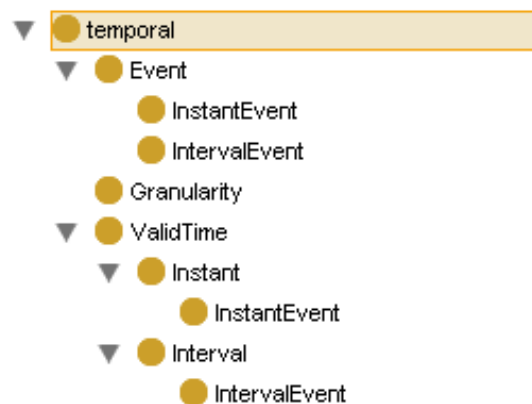 temporal
Event
InstantEvent
IntervalEvent
Granularity
ValidTime
Instant
InstantEvent
Interval
IntervalEvent